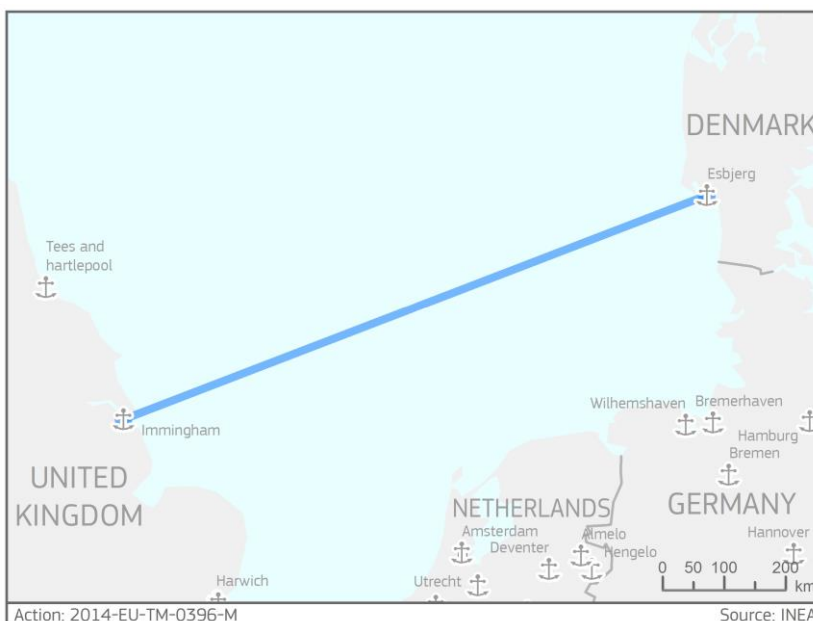 DENMARK
Esbjerg
Tees and
hartlepool
Wilhemshaven
Bremerhaven
Immingham
Hamburg
Bremen
UNITED
KINGDOM
NETHERLANDS
GERMANY
Amsterdam
Almelo
Hannover
Deventer
Hengelo
Harwich
Utrecht
0 50 100 200
km
Action: 2014-EU-TM-0396-M
Source: INEA